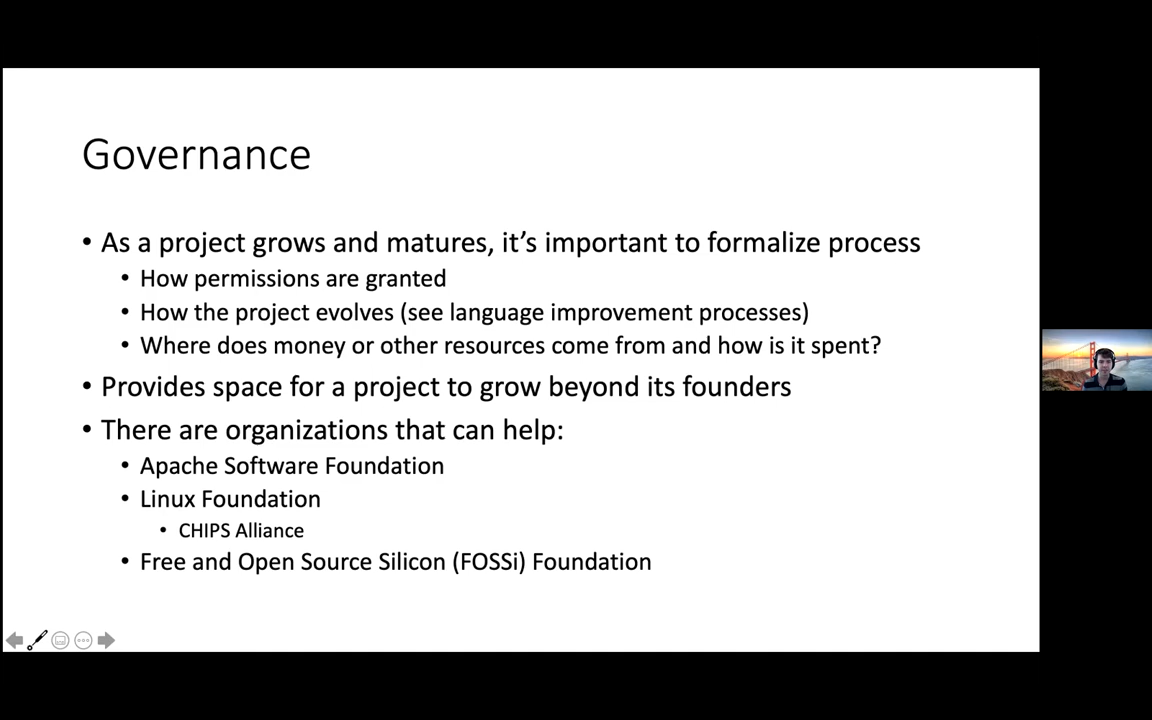 Governance
• As a project grows and matures, it’s important to formalize process
• How permissions are granted
• How the project evolves (see language improvement processes)
• Where does money or other resources come from and how is it spent?
• Provides space for a project to grow beyond its founders
• There are organizations that can help:
• Apache Software Foundation
• Linux Foundation
• CHIPS Alliance
• Free and Open Source Silicon (FOSSi) Foundation